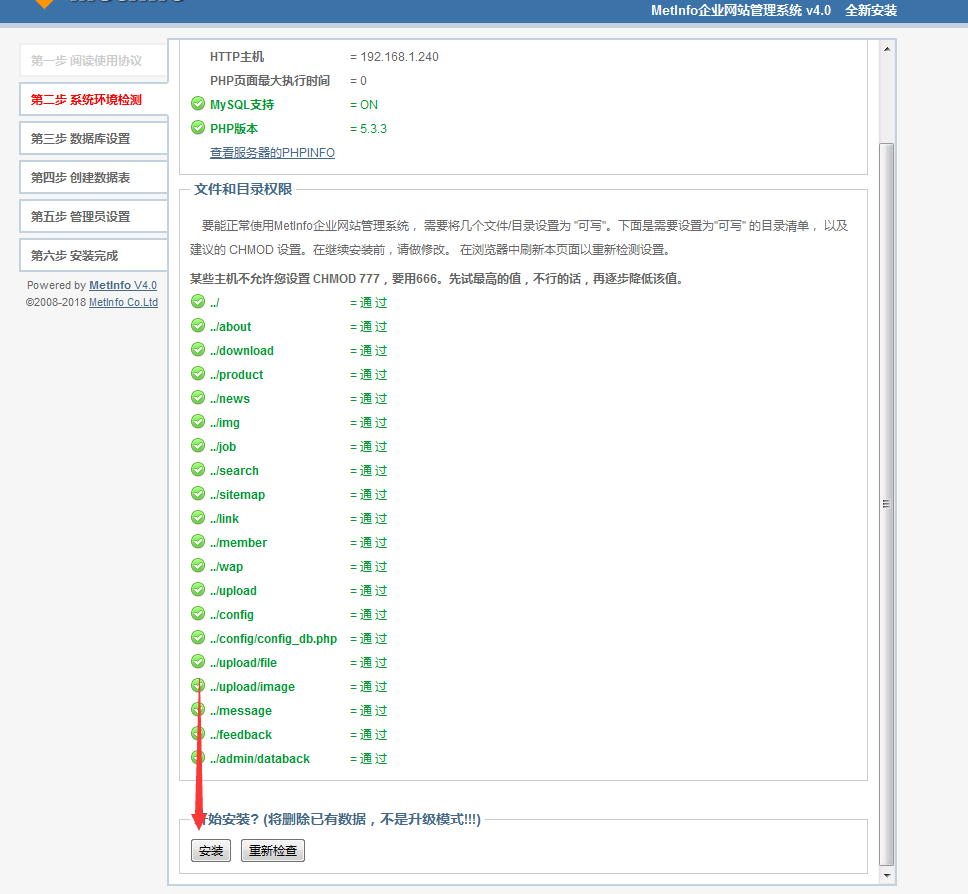 MetInfo企业网站管理系统 v4.0 全新安装
第一步 阅读使用协议
第二步 系统环境检测
第三步 数据库设置
第四步 创建数据表
第五步 管理员设置
第六步 安装完成
Powered by MetInfo V4.0
©2008-2018 MetInfo Co.Ltd
HTTP主机 = 192.168.1.240
PHP页面最大执行时间 = 0
MySQL支持 = ON
PHP版本 = 5.3.3
查看服务器的PHPINFO
文件和目录权限
要能正常使用MetInfo企业网站管理系统， 需要将几个文件/目录设置为 "可写"。下面是需要设置为"可写" 的目录清单， 以及
建议的 CHMOD 设置。在继续安装前，请做修改。 在浏览器中刷新本页面以重新检测设置。
某些主机不允许您设置 CHMOD 777，要用666。先试最高的值，不行的话，再逐步降低该值。
../ = 通 过
../about = 通 过
../download = 通 过
../product = 通 过
../news = 通 过
../img = 通 过
../job = 通 过
../search = 通 过
../sitemap = 通 过
../link = 通 过
../member = 通 过
../wap = 通 过
../upload = 通 过
../config = 通 过
../config/config_db.php = 通 过
../upload/file = 通 过
../upload/image = 通 过
../message = 通 过
../feedback = 通 过
../admin/databack = 通 过
开始安装? (将删除已有数据，不是升级模式!!!)
安装 重新检查